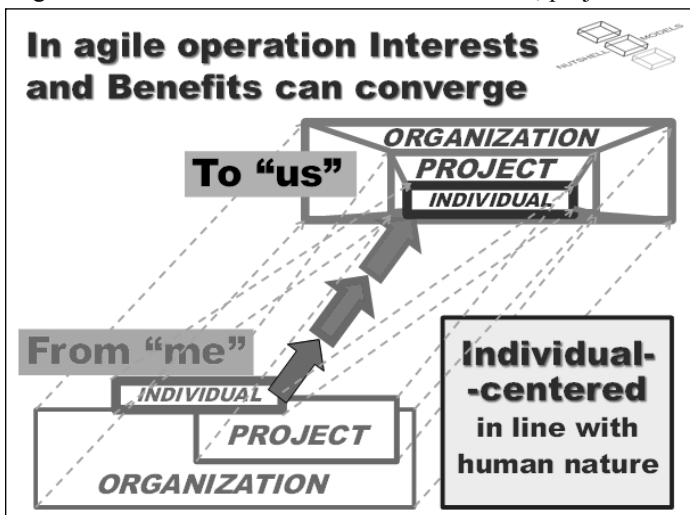 In agile operation Interests
and Benefits can converge
NUTSHELL
MODELS
ORGANIZATION
To “us”
PROJECT
INDIVIDUAL
From “me”
INDIVIDUAL
PROJECT
ORGANIZATION
Individual-
-centered
in line with
human nature